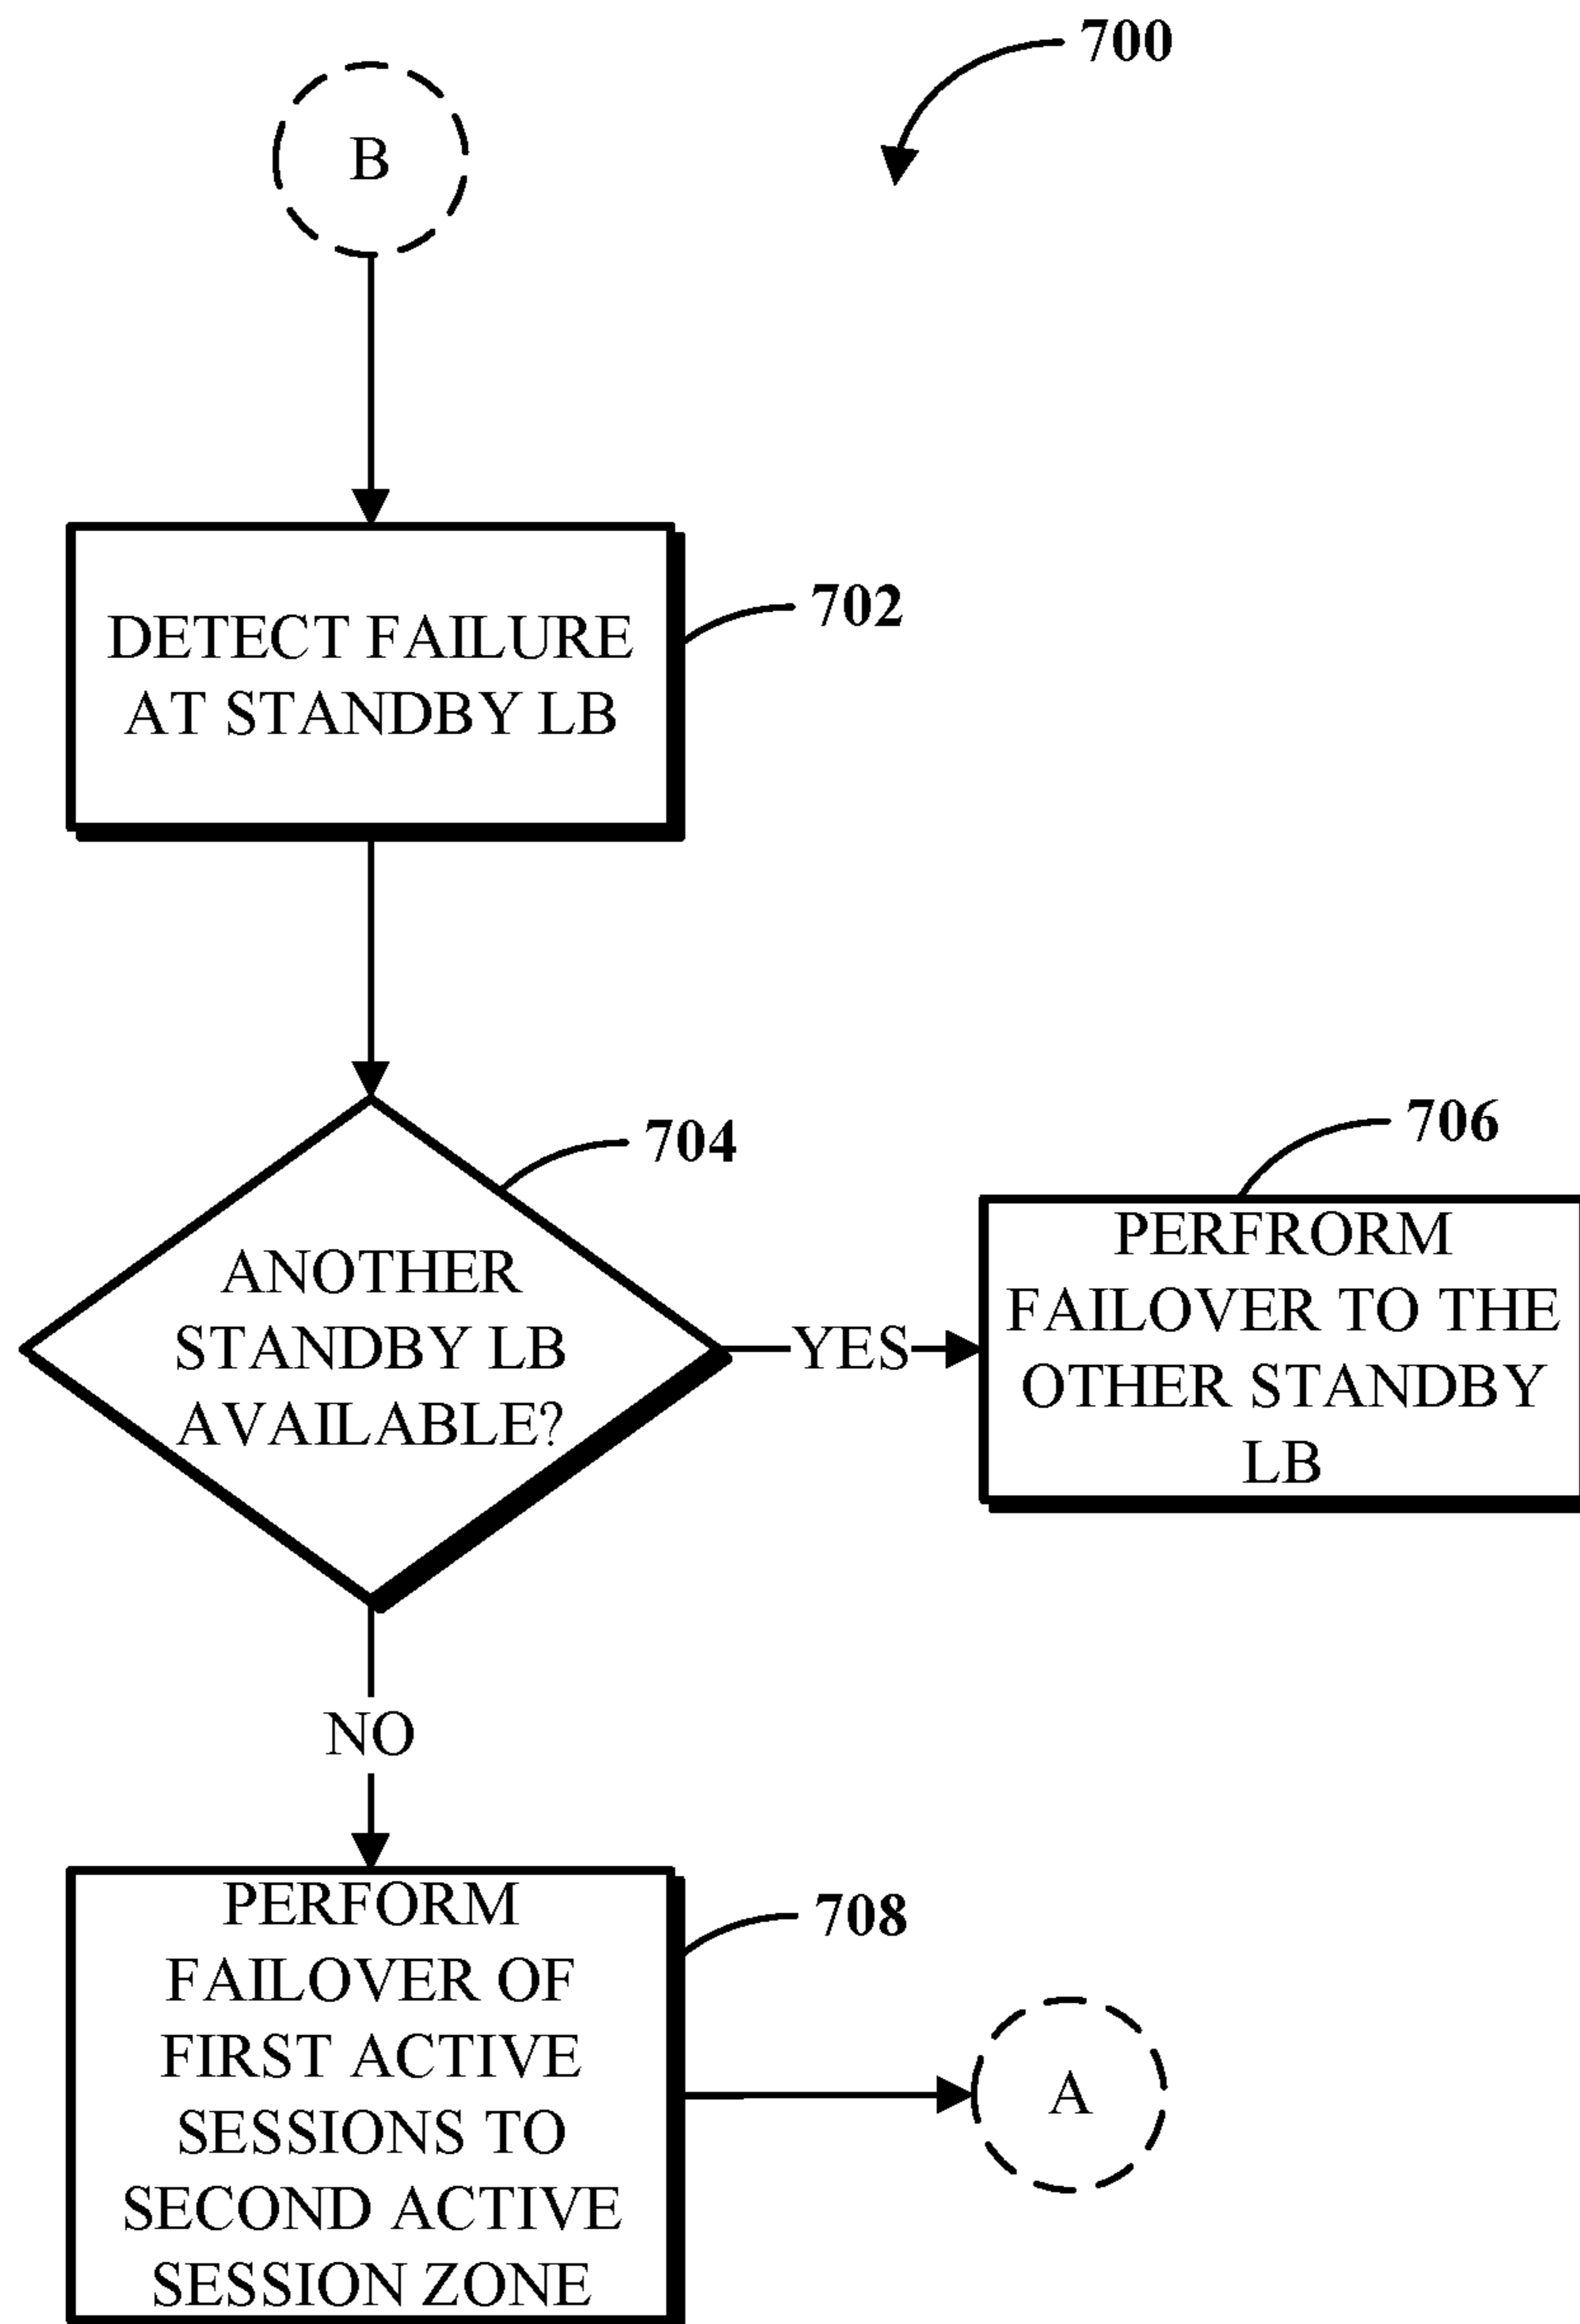 700
B
DETECT FAILURE
AT STANDBY LB
702
704
ANOTHER
STANDBY LB
AVAILABLE?
YES
706
PERFRORM
FAILOVER TO THE
OTHER STANDBY
LB
NO
708
PERFORM
FAILOVER OF
FIRST ACTIVE
SESSIONS TO
SECOND ACTIVE
SESSION ZONE
A